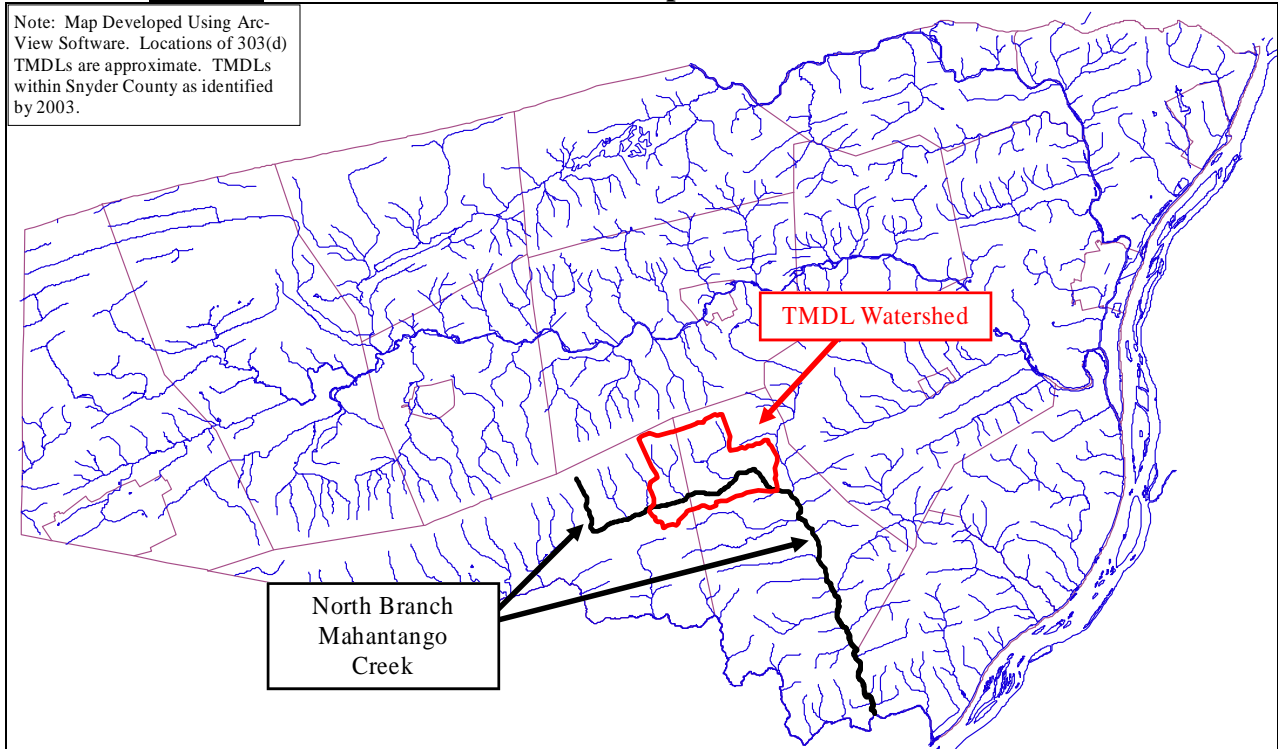 Note: Map Developed Using Arc-
View Software. Locations of 303(d)
TMDLs are approximate. TMDLs
within Snyder County as identified
by 2003.
TMDL Watershed
North Branch
Mahantango
Creek